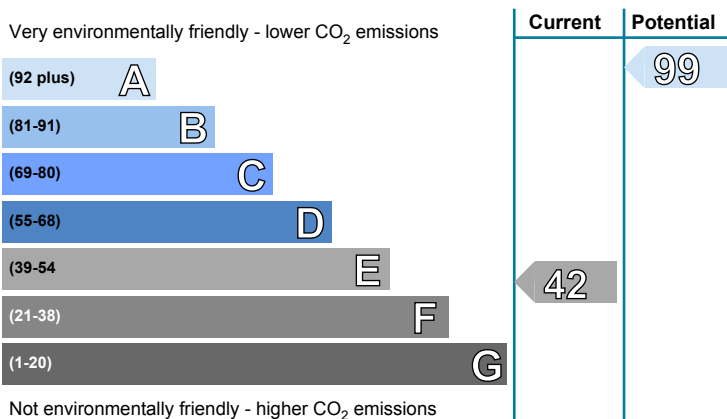 Very environmentally friendly - lower CO2 emissions
Current
Potential
(92 plus) A
99
(81-91) B
(69-80) C
(55-68) D
(39-54 E
42
(21-38) F
(1-20) G
Not environmentally friendly - higher CO2 emissions